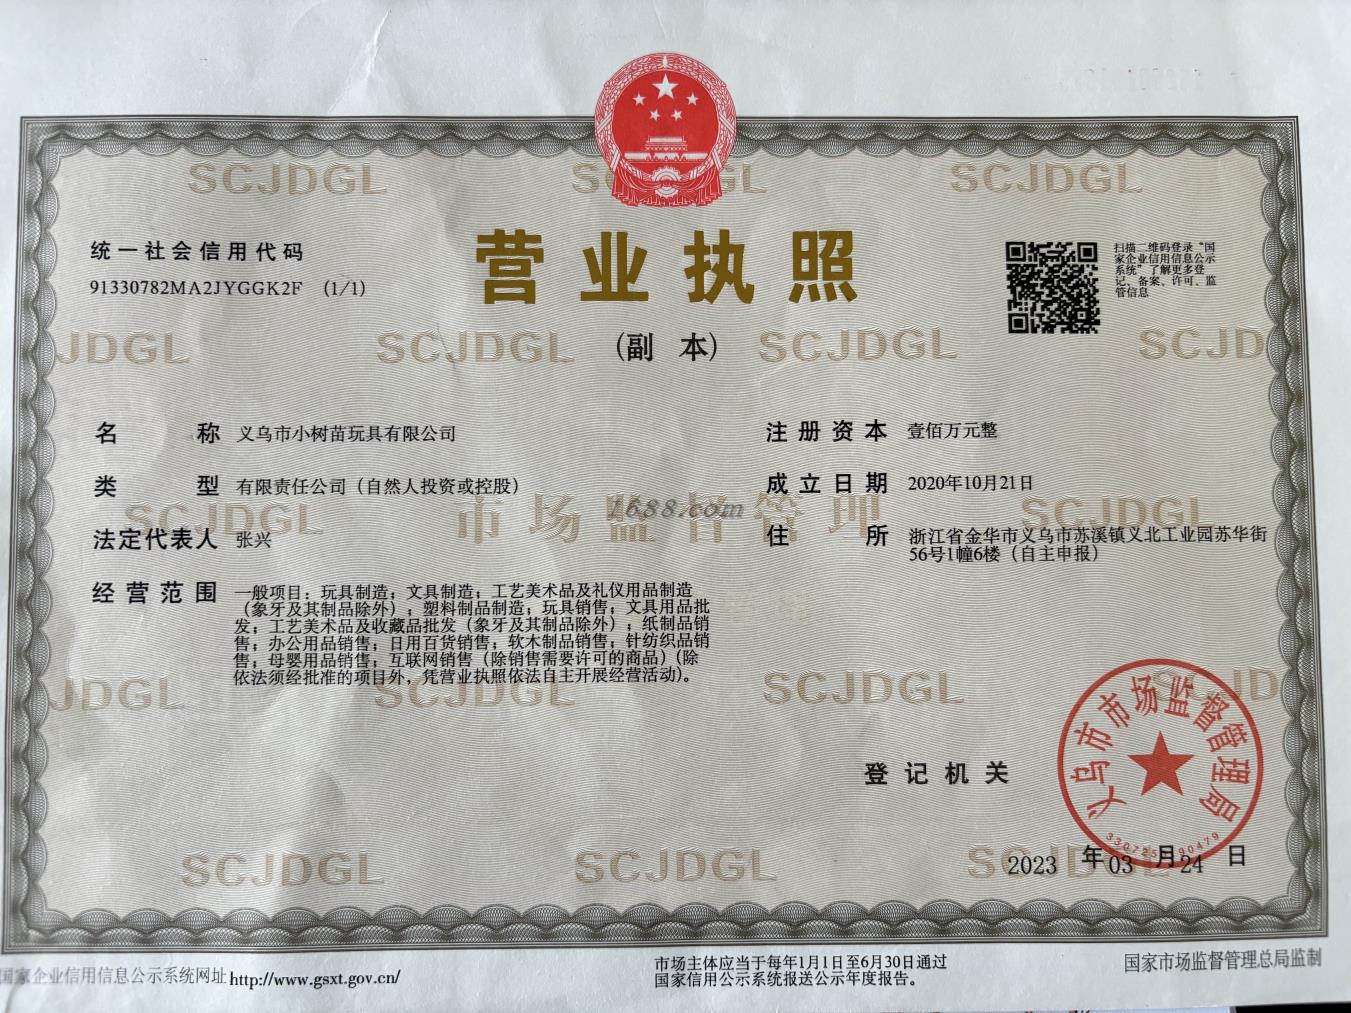 统一社会信用代码
91330782MA2JYGGK2F (1/1)
营业执照
(副 本)
扫描二维码登录“国
家企业信用信息公示
系统”了解更多登
记、备案、许可、监
管信息
名 称 义乌市小树苗玩具有限公司
类 型 有限责任公司（自然人投资或控股）
法定代表人 张兴
经营范围 一般项目：玩具制造；文具制造；工艺美术品及礼仪用品制造
（象牙及其制品除外）；塑料制品制造；玩具销售；文具用品批
发；工艺美术品及收藏品批发（象牙及其制品除外）；纸制品销
售；办公用品销售；日用百货销售；软木制品销售；针纺织品销
售；母婴用品销售；互联网销售（除销售需要许可的商品）(除
依法须经批准的项目外，凭营业执照依法自主开展经营活动)。
注册资本 壹佰万元整
成立日期 2020年10月21日
住 所 浙江省金华市义乌市苏溪镇义北工业园苏华街
56号1幢6楼（自主申报）
SCJDGL SCJDGL SCJDGL
JDGL SCJDGL SCJDGL SCJD
SCJDGL 市场监督管理 SCJDGL
1688.com
JDGL SCJDGL SCJDGL JD
SCJDGL SCJDGL SCJDGL
登记机关
义乌市市场监督管理局
2023 年 03 月 24 日
国家企业信用信息公示系统网址 http://www.gsxt.gov.cn/
市场主体应当于每年1月1日至6月30日通过
国家信用公示系统报送公示年度报告。
国家市场监督管理总局监制